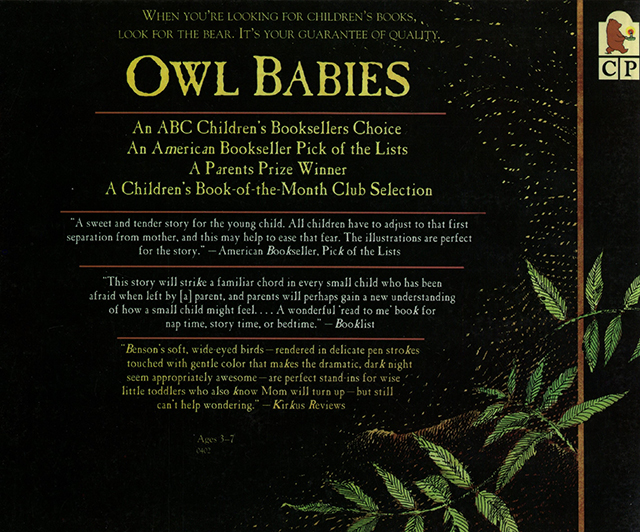 WHEN YOU'RE LOOKING FOR CHILDREN'S BOOKS,
LOOK FOR THE BEAR. IT'S YOUR GUARANTEE OF QUALITY.
OWL BABIES
An ABC Children's Booksellers Choice
An American Bookseller Pick of the Lists
A Parents Prize Winner
A Children's Book-of-the-Month Club Selection
"A sweet and tender story for the young child. All children have to adjust to that first
separation from mother, and this may help to ease that fear. The illustrations are perfect
for the story." — American Bookseller, Pick of the Lists
"This story will strike a familiar chord in every small child who has been
afraid when left by [a] parent, and parents will perhaps gain a new understanding
of how a small child might feel. . . . A wonderful 'read to me' book for
nap time, story time, or bedtime." — Booklist
"Benson's soft, wide-eyed birds — rendered in delicate pen strokes
touched with gentle color that makes the dramatic, dark night
seem appropriately awesome — are perfect stand-ins for wise
little toddlers who also know Mom will turn up — but still
can't help wondering." — Kirkus Reviews
Ages 3–7
0402
C P